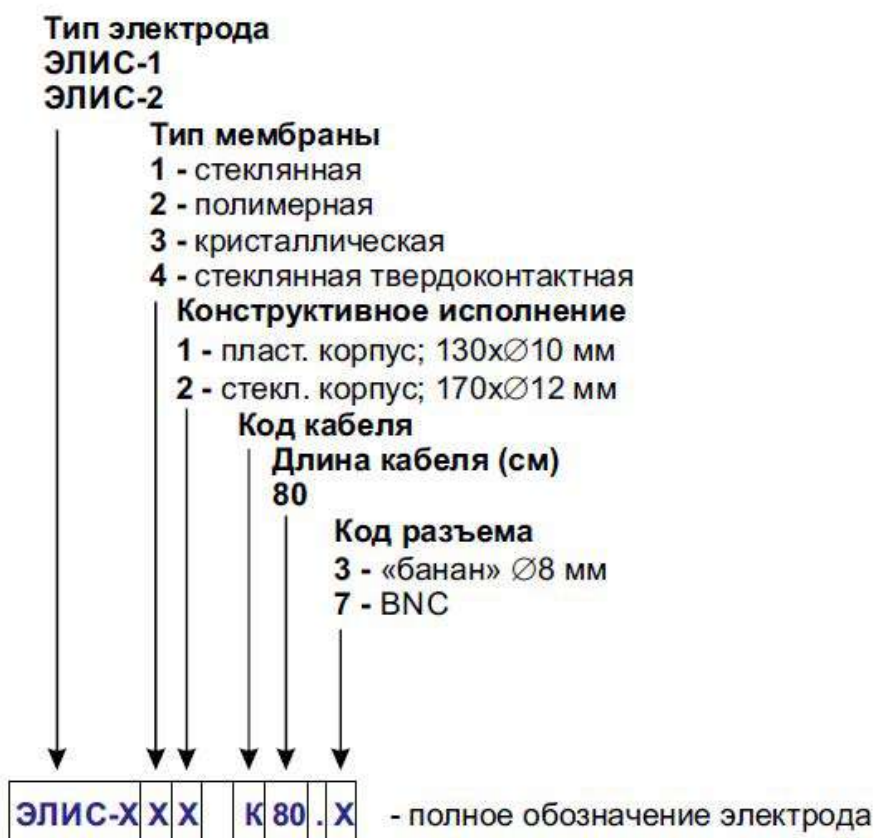 Тип электрода
ЭЛИС-1
ЭЛИС-2
Тип мембраны
1 - стеклянная
2 - полимерная
3 - кристаллическая
4 - стеклянная твердоконтактная
Конструктивное исполнение
1 - пласт. корпус; 130x∅10 мм
2 - стекл. корпус; 170x∅12 мм
Код кабеля
Длина кабеля (см)
80
Код разъема
3 - «банан» ∅8 мм
7 - BNC
ЭЛИС-Х Х Х К 80 . Х - полное обозначение электрода